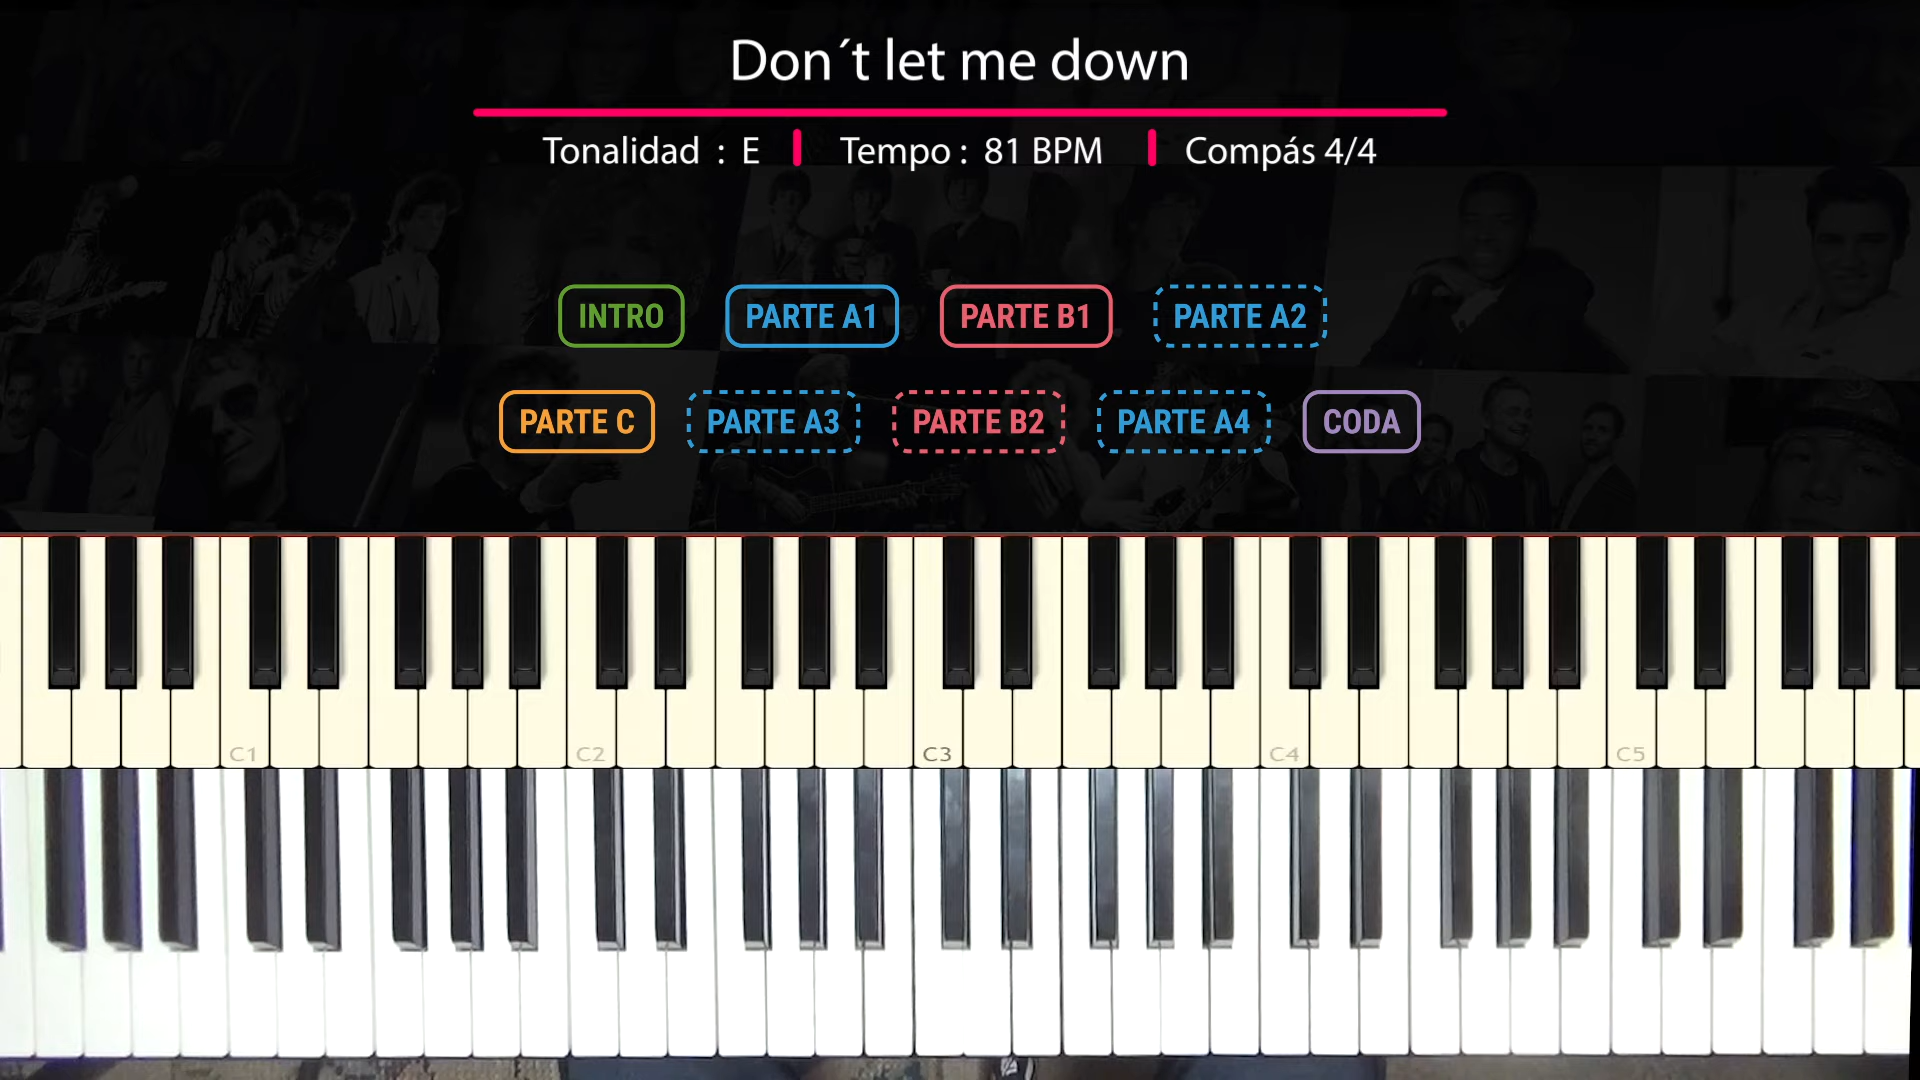 Don´t let me down
Tonalidad : E Tempo : 81 BPM Compás 4/4
INTRO PARTE A1 PARTE B1 PARTE A2
PARTE C PARTE A3 PARTE B2 PARTE A4 CODA
C1 C2 C3 C4 C5